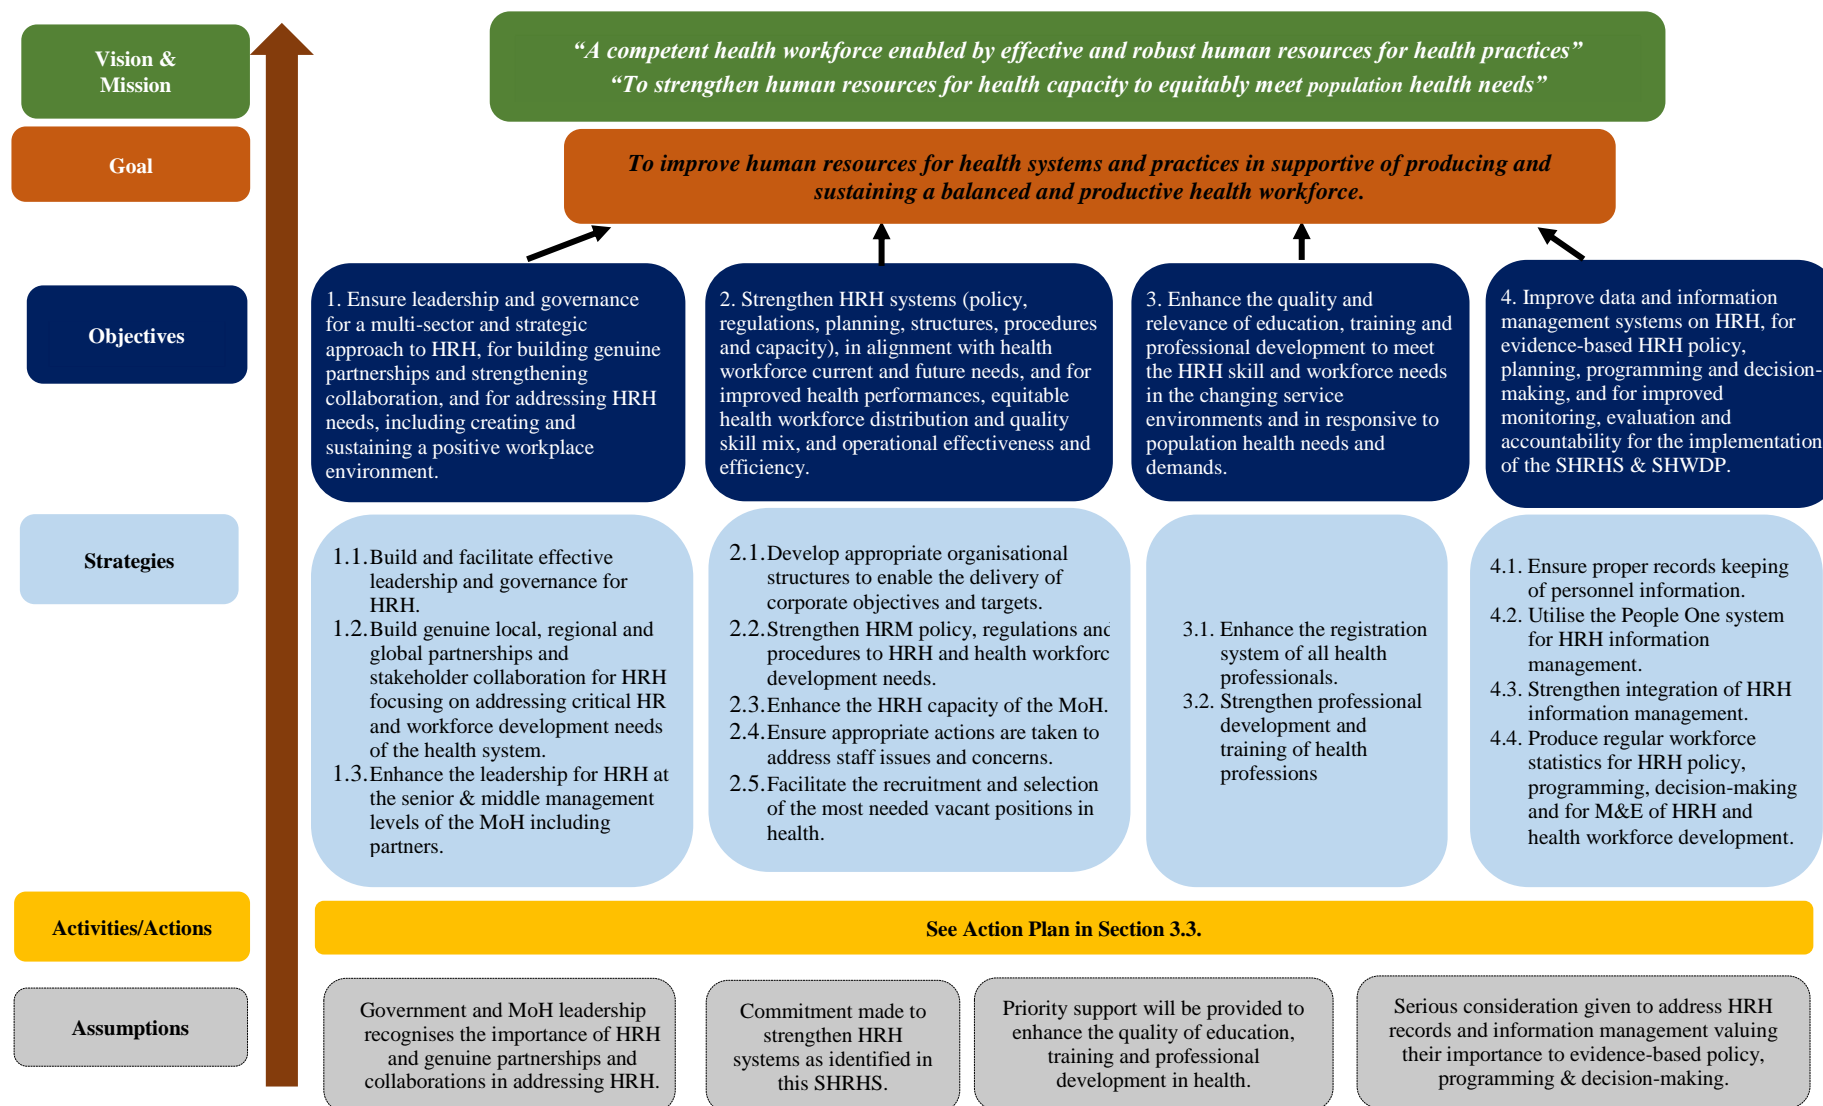 Vision &
Mission
“A competent health workforce enabled by effective and robust human resources for health practices”
“To strengthen human resources for health capacity to equitably meet population health needs”
Goal
To improve human resources for health systems and practices in supportive of producing and
sustaining a balanced and productive health workforce.
Objectives
1. Ensure leadership and governance
for a multi-sector and strategic
approach to HRH, for building genuine
partnerships and strengthening
collaboration, and for addressing HRH
needs, including creating and
sustaining a positive workplace
environment.
2. Strengthen HRH systems (policy,
regulations, planning, structures, procedures
and capacity), in alignment with health
workforce current and future needs, and for
improved health performances, equitable
health workforce distribution and quality
skill mix, and operational effectiveness and
efficiency.
3. Enhance the quality and
relevance of education, training and
professional development to meet
the HRH skill and workforce needs
in the changing service
environments and in responsive to
population health needs and
demands.
4. Improve data and information
management systems on HRH, for
evidence-based HRH policy,
planning, programming and decision-
making, and for improved
monitoring, evaluation and
accountability for the implementation
of the SHRHS & SHWDP.
Strategies
1.1. Build and facilitate effective
leadership and governance for
HRH.
1.2. Build genuine local, regional and
global partnerships and
stakeholder collaboration for HRH
focusing on addressing critical HR
and workforce development needs
of the health system.
1.3. Enhance the leadership for HRH at
the senior & middle management
levels of the MoH including
partners.
2.1. Develop appropriate organisational
structures to enable the delivery of
corporate objectives and targets.
2.2. Strengthen HRM policy, regulations and
procedures to HRH and health workforc
development needs.
2.3. Enhance the HRH capacity of the MoH.
2.4. Ensure appropriate actions are taken to
address staff issues and concerns.
2.5. Facilitate the recruitment and selection
of the most needed vacant positions in
health.
3.1. Enhance the registration
system of all health
professionals.
3.2. Strengthen professional
development and
training of health
professions
4.1. Ensure proper records keeping
of personnel information.
4.2. Utilise the People One system
for HRH information
management.
4.3. Strengthen integration of HRH
information management.
4.4. Produce regular workforce
statistics for HRH policy,
programming, decision-making
and for M&E of HRH and
health workforce development.
Activities/Actions
See Action Plan in Section 3.3.
Assumptions
Government and MoH leadership
recognises the importance of HRH
and genuine partnerships and
collaborations in addressing HRH.
Commitment made to
strengthen HRH
systems as identified in
this SHRHS.
Priority support will be provided to
enhance the quality of education,
training and professional
development in health.
Serious consideration given to address HRH
records and information management valuing
their importance to evidence-based policy,
programming & decision-making.